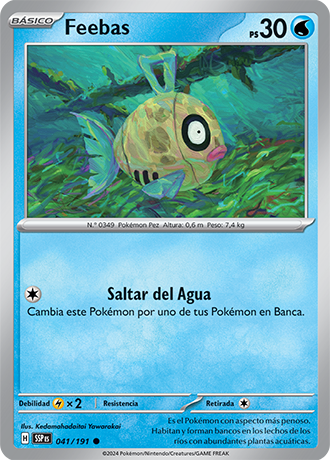 BÁSICO
Feebas
PS 30
N.º 0349 Pokémon Pez Altura: 0,6 m Peso: 7,4 kg
Saltar del Agua
Cambia este Pokémon por uno de tus Pokémon en Banca.
Debilidad ×2 Resistencia Retirada
Ilus. Kedamahadaitai Yawarakai
H SSP ES 041/191
Es el Pokémon con aspecto más penoso.
Habitan y forman bancos en los lechos de
los ríos con abundantes plantas acuáticas.
©2024 Pokémon/Nintendo/Creatures/GAME FREAK